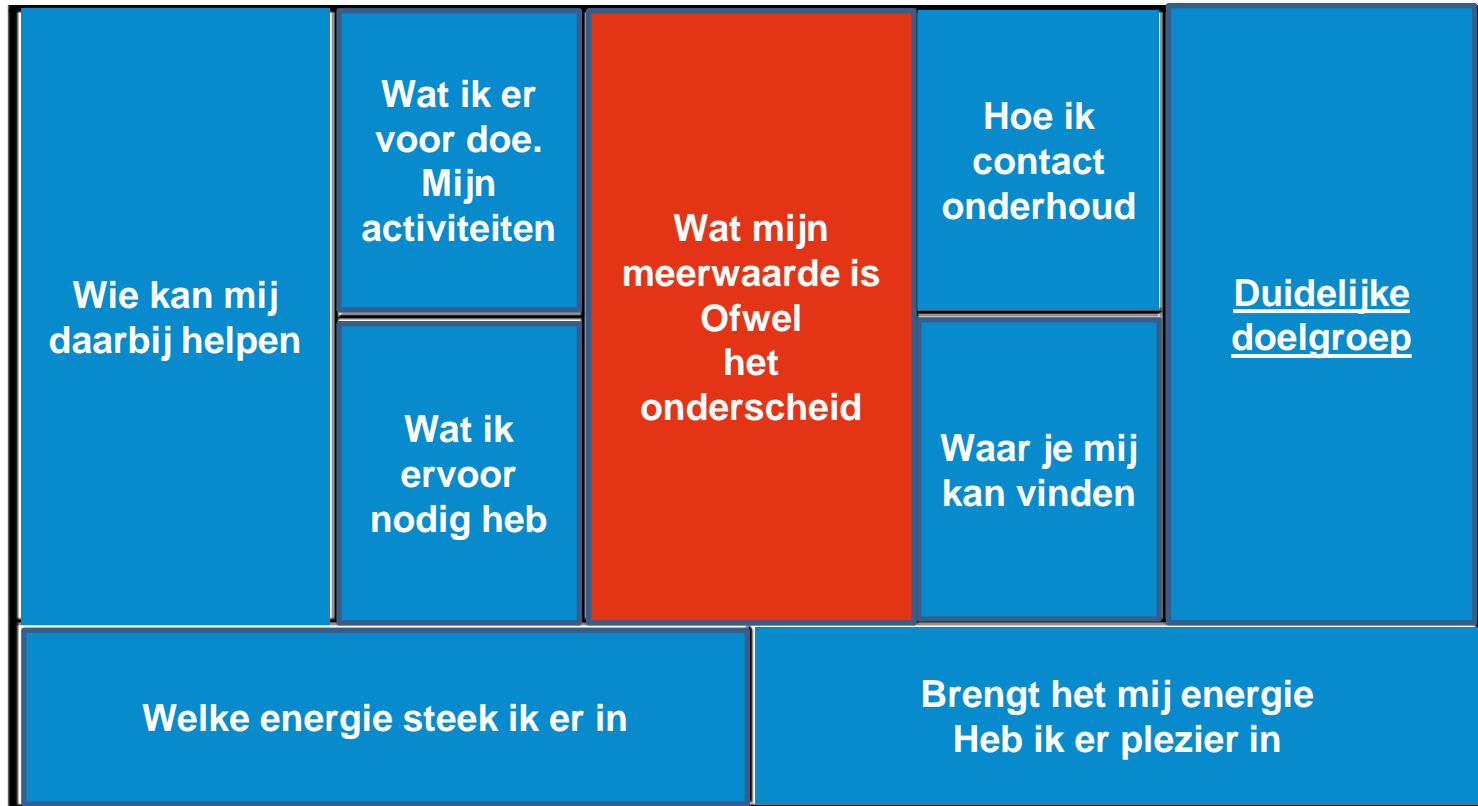 Wie kan mij
daarbij helpen
Wat ik er
voor doe.
Mijn
activiteiten
Wat ik
ervoor
nodig heb
Wat mijn
meerwaarde is
Ofwel
het
onderscheid
Hoe ik
contact
onderhoud
Waar je mij
kan vinden
Duidelijke
doelgroep
Welke energie steek ik er in
Brengt het mij energie
Heb ik er plezier in